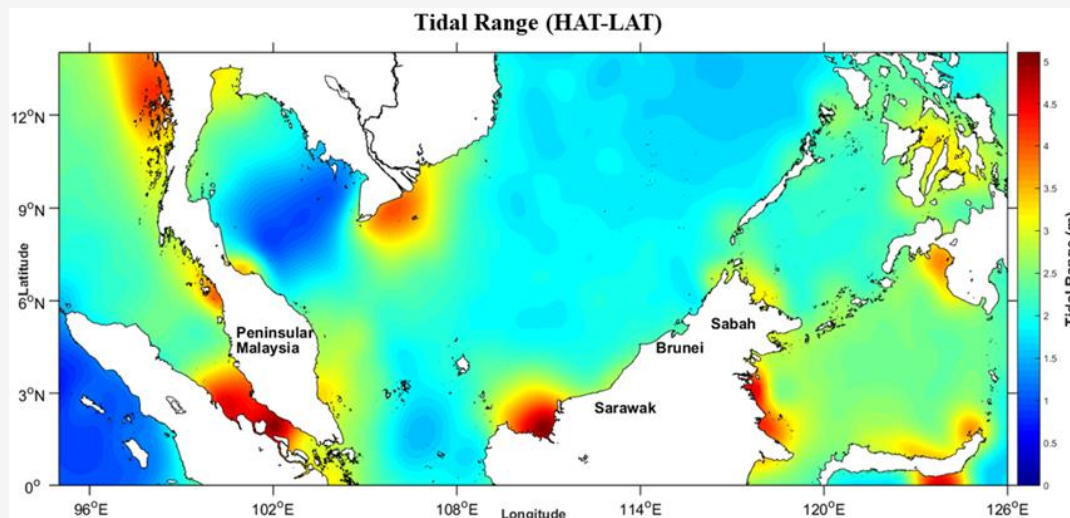 Tidal Range (HAT-LAT)
12°N
9°N
6°N
3°N
0°
Latitude
Peninsular
Malaysia
Sabah
Brunei
Sarawak
96°E
102°E
108°E
114°E
120°E
126°E
Longitude
5
4.5
4
3.5
3
2.5
2
1.5
1
0.5
0
Tidal Range (m)